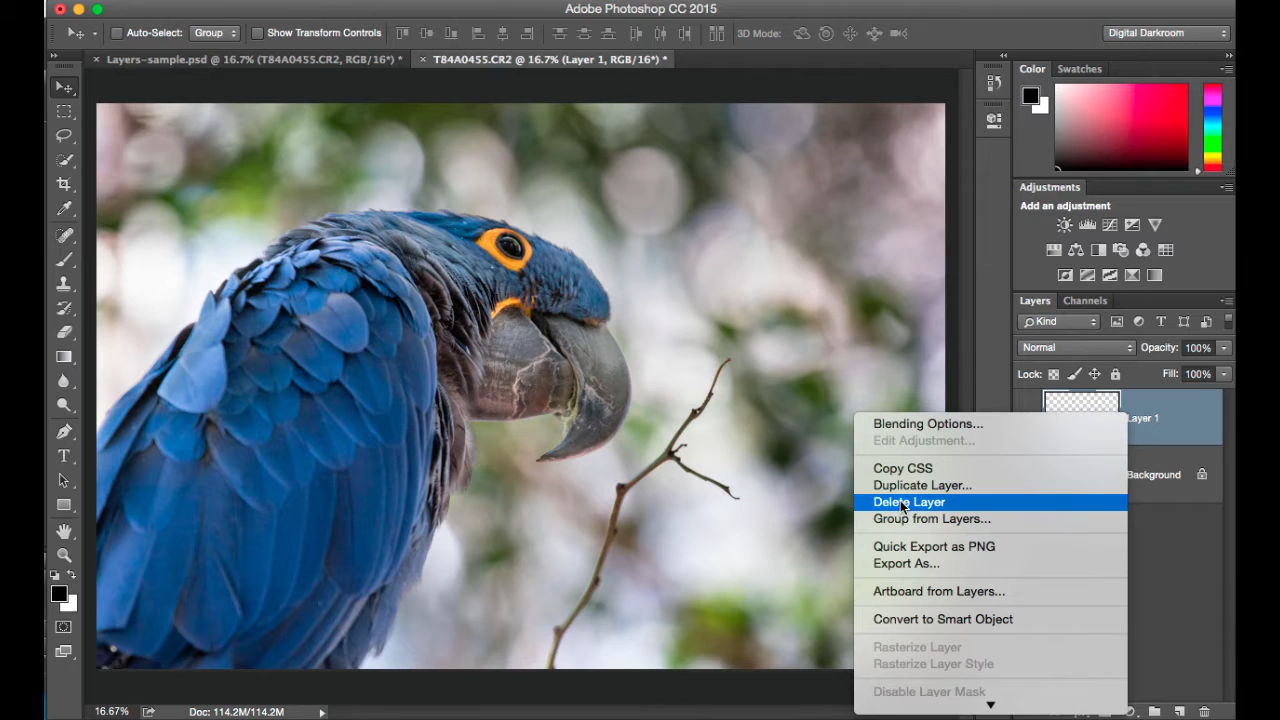 Adobe Photoshop CC 2015
Auto-Select: Group Show Transform Controls 3D Mode: Digital Darkroom
× Layers-sample.psd @ 16.7% (T84A0455.CR2, RGB/16*) * × T84A0455.CR2 @ 16.7% (Layer 1, RGB/16*) *
Color Swatches
Adjustments
Add an adjustment
Layers Channels
Kind
Normal Opacity: 100%
Lock: Fill: 100%
Layer 1
Background
Blending Options...
Edit Adjustment...
Copy CSS
Duplicate Layer...
Delete Layer
Group from Layers...
Quick Export as PNG
Export As...
Artboard from Layers...
Convert to Smart Object
Rasterize Layer
Rasterize Layer Style
Disable Layer Mask
16.67% Doc: 114.2M/114.2M